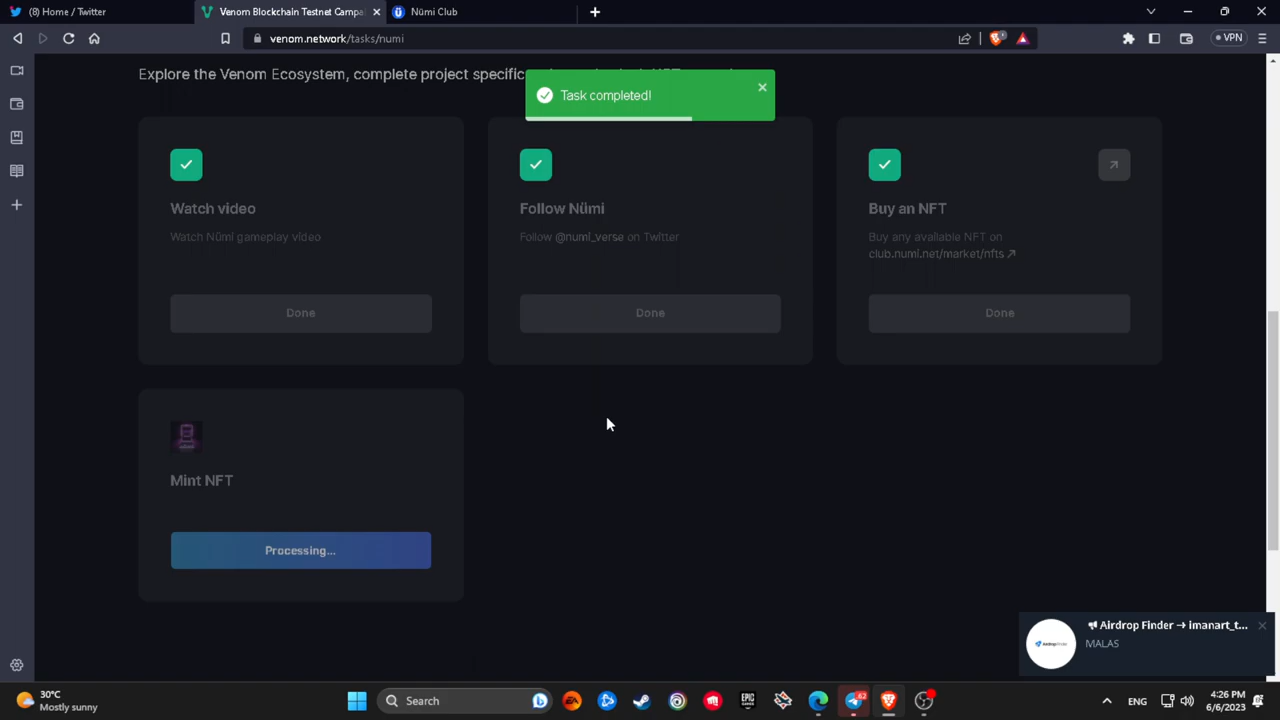 (8) Home / Twitter
Venom Blockchain Testnet Campa
Nümi Club
venom.network/tasks/numi
VPN
Explore the Venom Ecosystem, complete project specific
Task completed!
Watch video
Watch Nümi gameplay video
Done
Follow Nümi
Follow @numi_verse on Twitter
Done
Buy an NFT
Buy any available NFT on
club.numi.net/market/nfts
Done
Mint NFT
Processing...
Airdrop Finder → imanart_t...
MALAS
30°C
Mostly sunny
Search
EPIC
GAMES
62
ENG
4:26 PM
6/6/2023